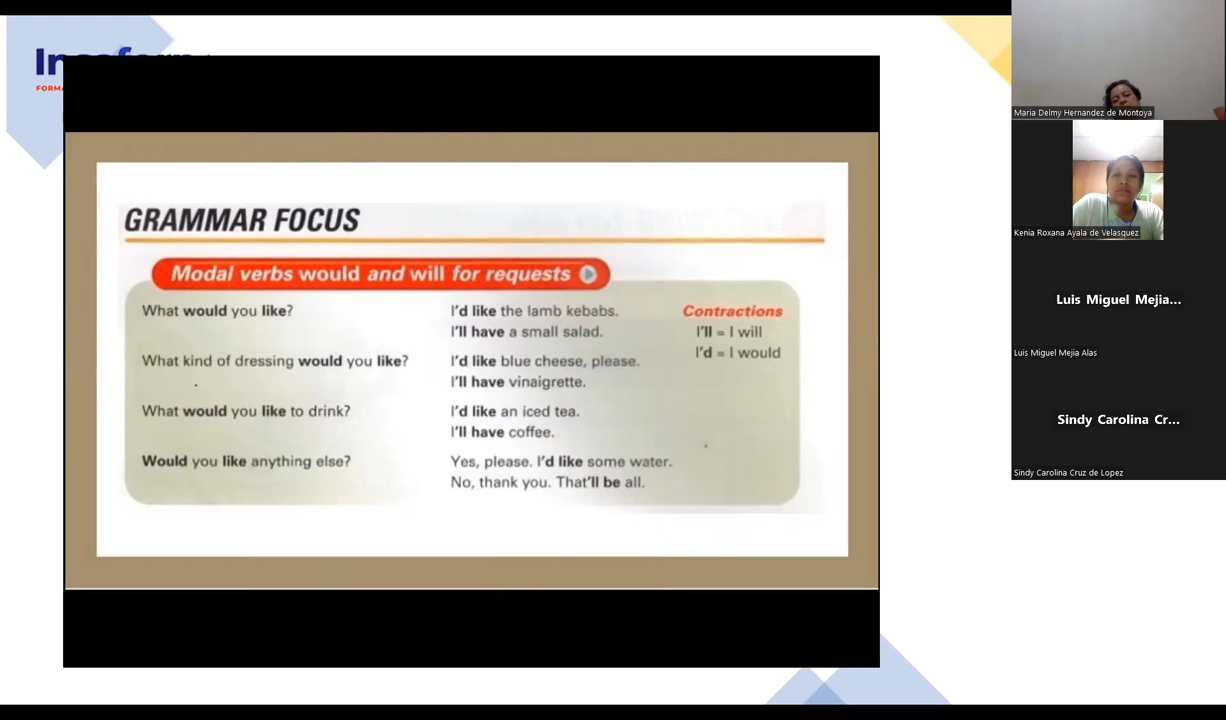 GRAMMAR FOCUS
Modal verbs would and will for requests
What would you like?
I'd like the lamb kebabs.
I'll have a small salad.
What kind of dressing would you like?
I'd like blue cheese, please.
I'll have vinaigrette.
What would you like to drink?
I'd like an iced tea.
I'll have coffee.
Would you like anything else?
Yes, please. I'd like some water.
No, thank you. That'll be all.
Contractions
I'll = I will
I'd = I would
Maria Delmy Hernandez de Montoya
Kenia Roxana Ayala de Velasquez
Luis Miguel Mejia...
Luis Miguel Mejia Alas
Sindy Carolina Cr...
Sindy Carolina Cruz de Lopez